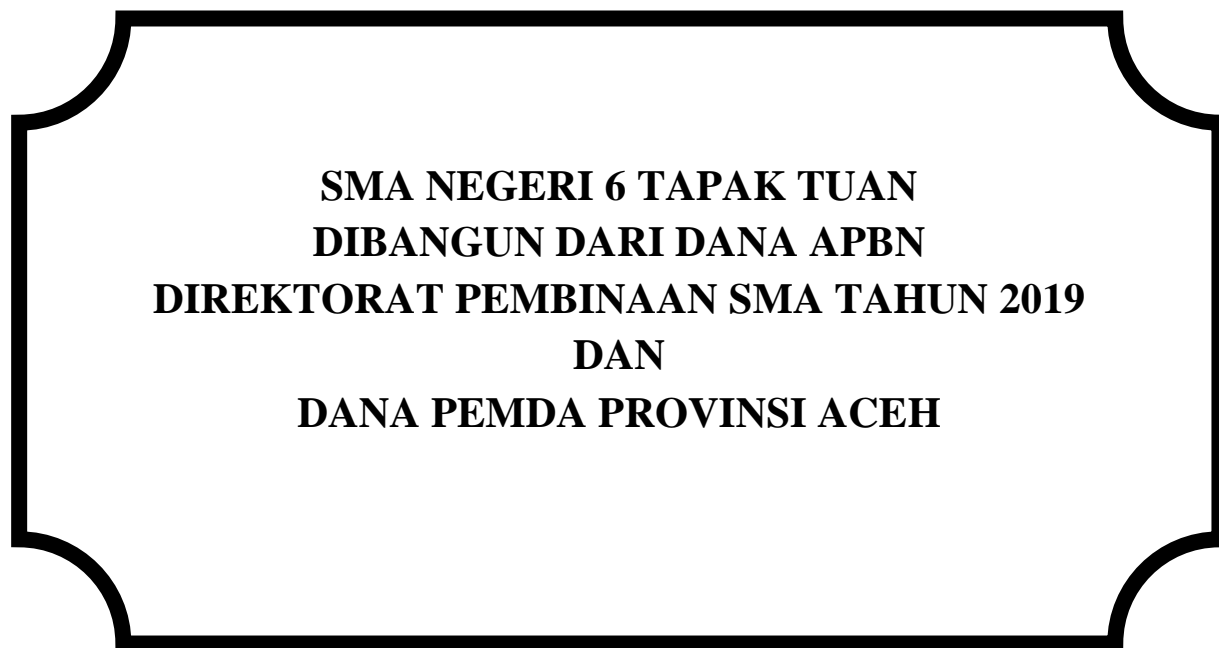 SMA NEGERI 6 TAPAK TUAN
DIBANGUN DARI DANA APBN
DIREKTORAT PEMBINAAN SMA TAHUN 2019
DAN
DANA PEMDA PROVINSI ACEH